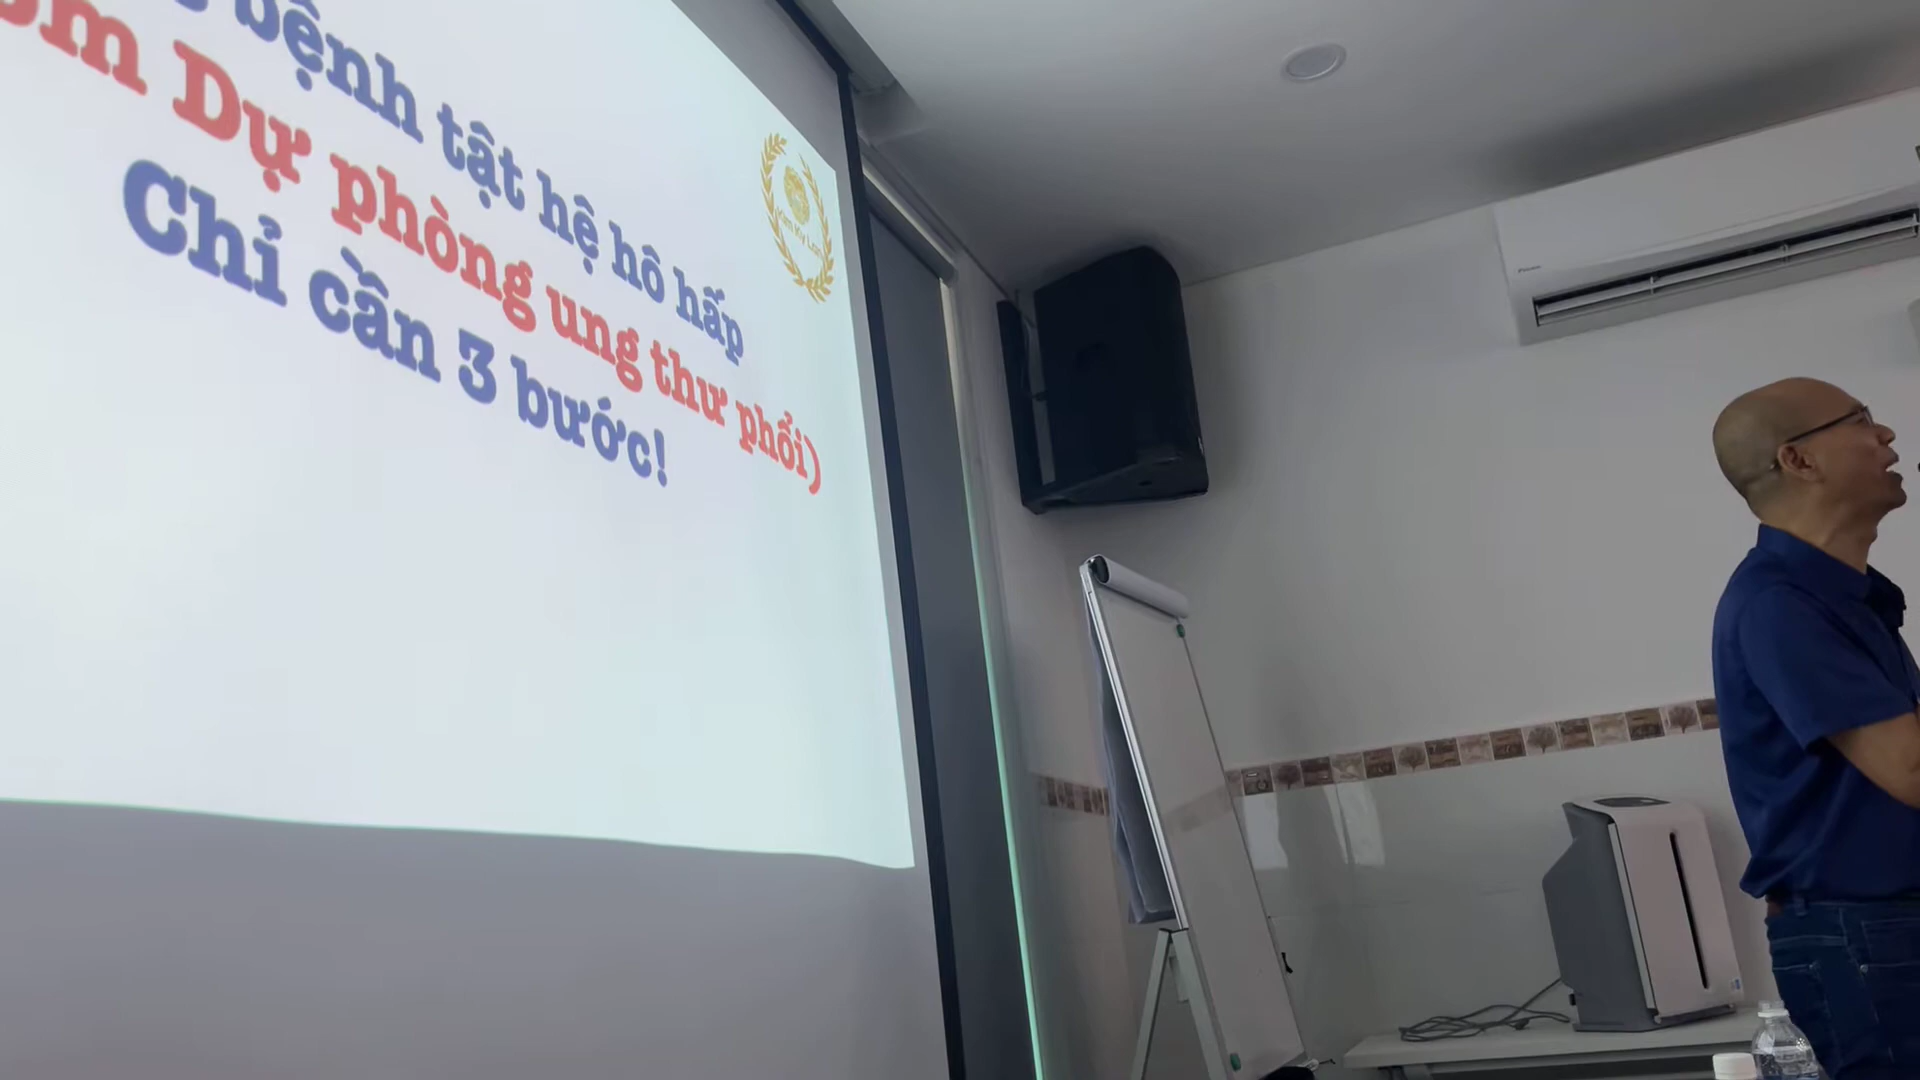 bệnh tật hệ hô hấp
Dự phòng ung thư phổi)
Chỉ cần 3 bước!